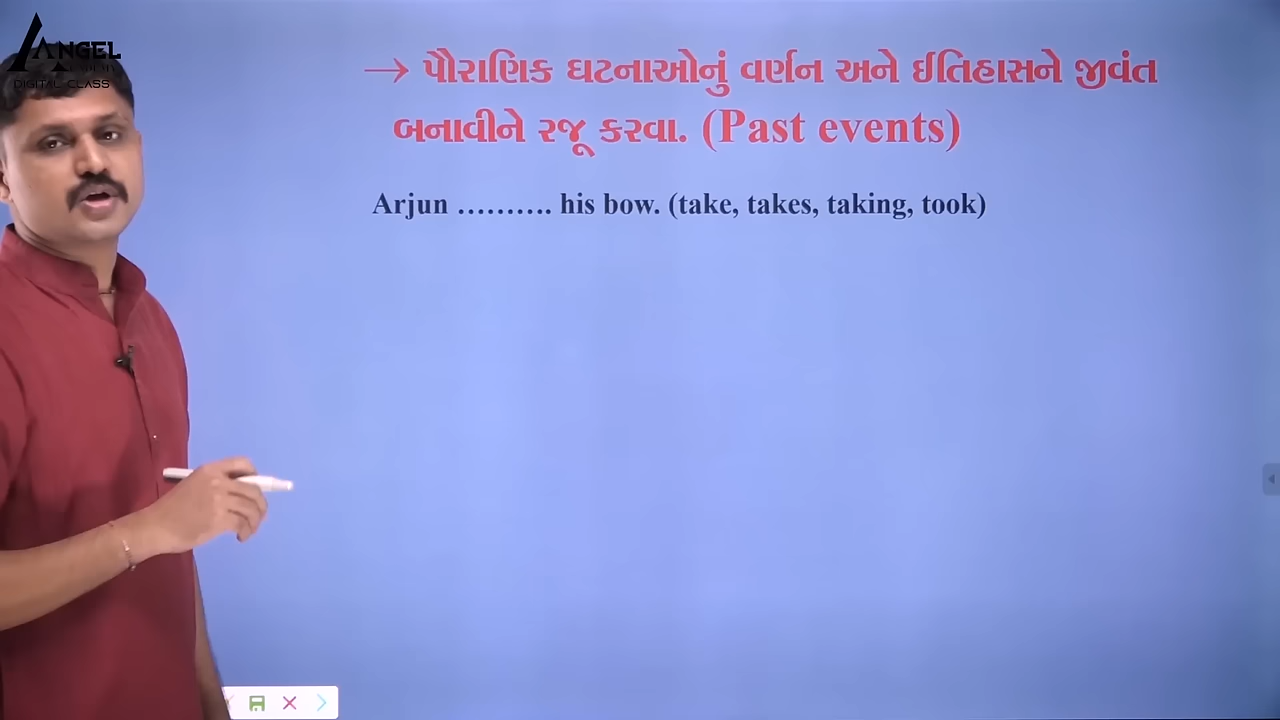 ANGEL
ACADEMY
DIGITAL CLASS
→ પૌરાણિક ઘટનાઓનું વર્ણન અને ઈતિહાસને જીવંત
બનાવીને રજૂ કરવા. (Past events)
Arjun ………. his bow. (take, takes, taking, took)